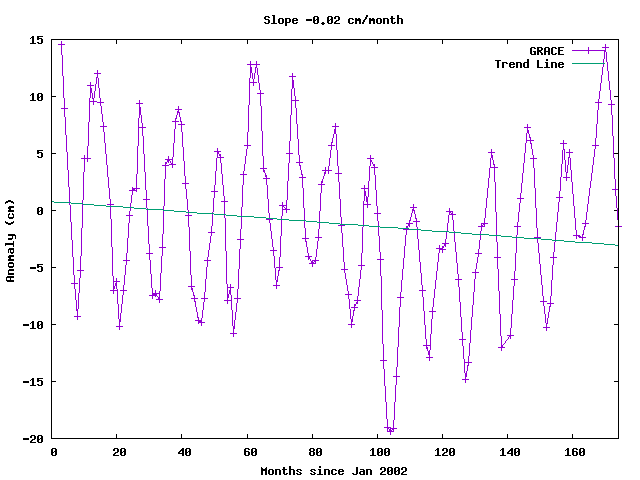 Slope -0.02 cm/month
GRACE
Trend Line
15
10
5
0
-5
-10
-15
-20
Anomaly (cm)
0 20 40 60 80 100 120 140 160
Months since Jan 2002